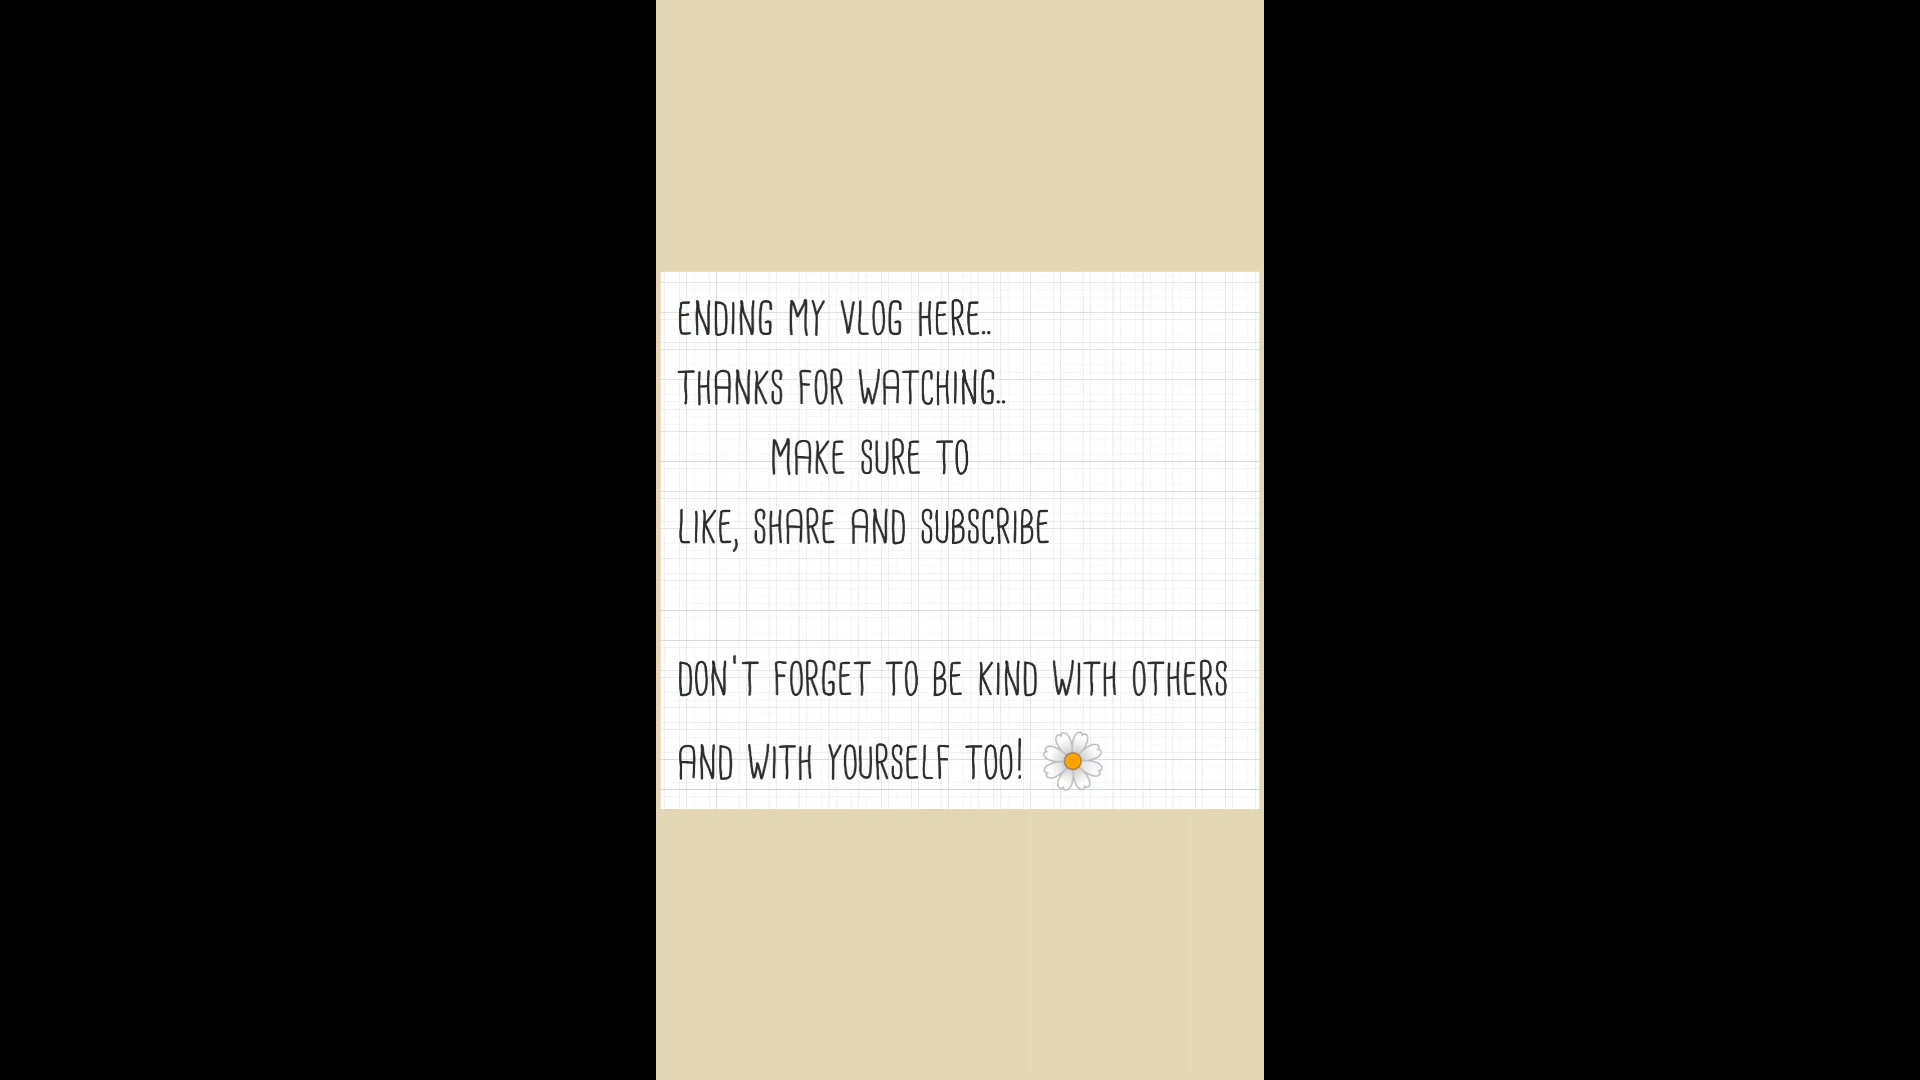 ENDING MY VLOG HERE..
THANKS FOR WATCHING..
MAKE SURE TO
LIKE, SHARE AND SUBSCRIBE
DON'T FORGET TO BE KIND WITH OTHERS
AND WITH YOURSELF TOO! 🌼